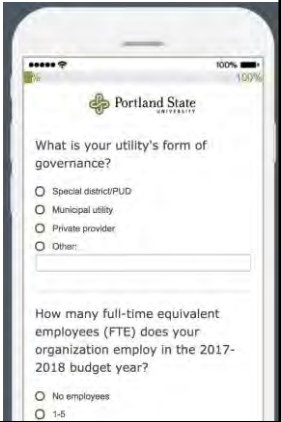 100%
% 100%
Portland State
UNIVERSITY
What is your utility's form of
governance?
Special district/PUD
Municipal utility
Private provider
Other:
How many full-time equivalent
employees (FTE) does your
organization employ in the 2017-
2018 budget year?
No employees
1-5